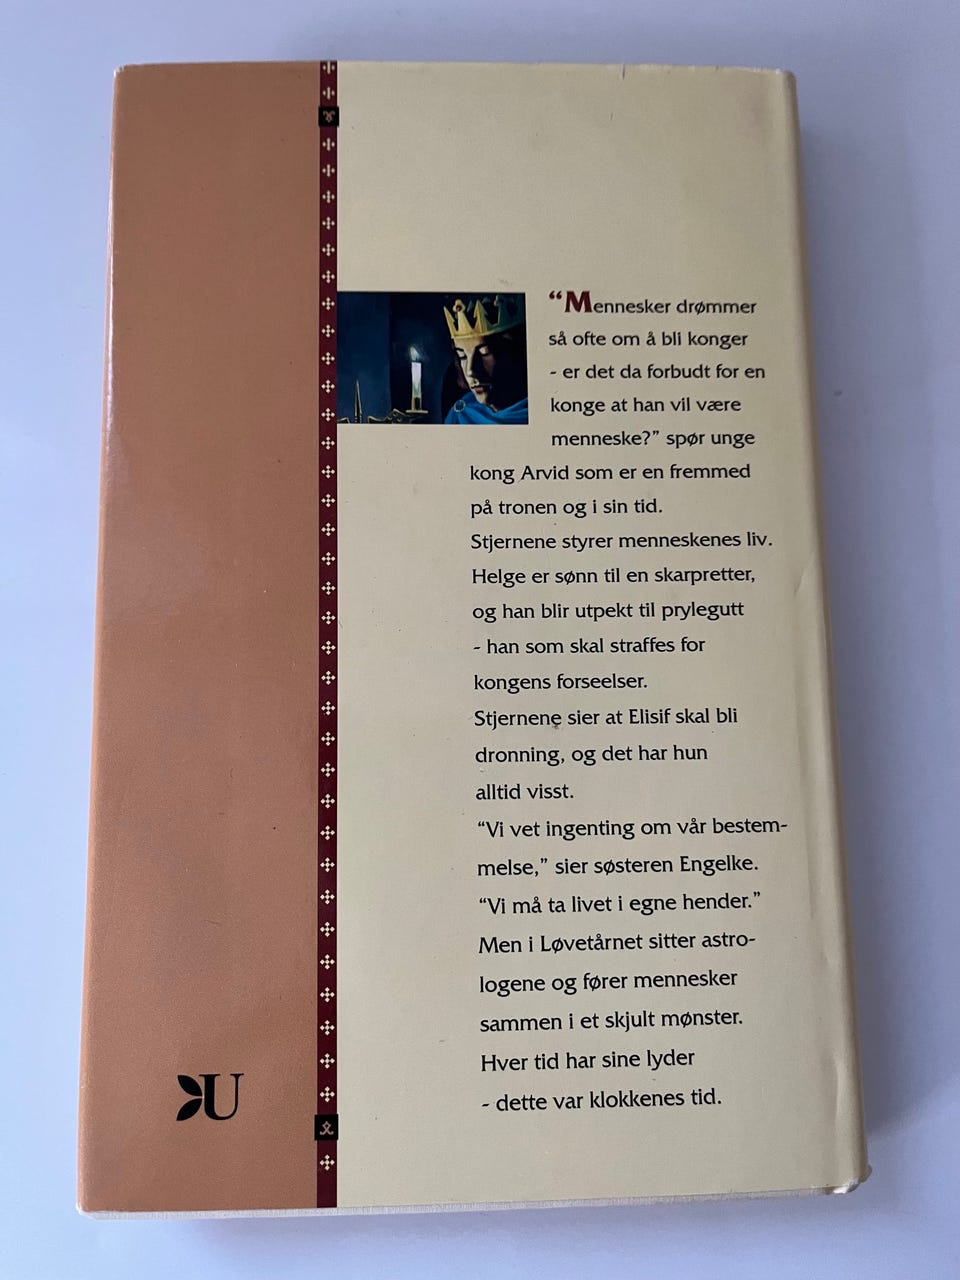 “Mennesker drømmer
så ofte om å bli konger
- er det da forbudt for en
konge at han vil være
menneske?” spør unge
kong Arvid som er en fremmed
på tronen og i sin tid.
Stjernene styrer menneskenes liv.
Helge er sønn til en skarpretter,
og han blir utpekt til prylegutt
- han som skal straffes for
kongens forseelser.
Stjernene sier at Elisif skal bli
dronning, og det har hun
alltid visst.
“Vi vet ingenting om vår bestem-
melse,” sier søsteren Engelke.
“Vi må ta livet i egne hender.”
Men i Løvetårnet sitter astro-
logene og fører mennesker
sammen i et skjult mønster.
Hver tid har sine lyder
- dette var klokkenes tid.
U